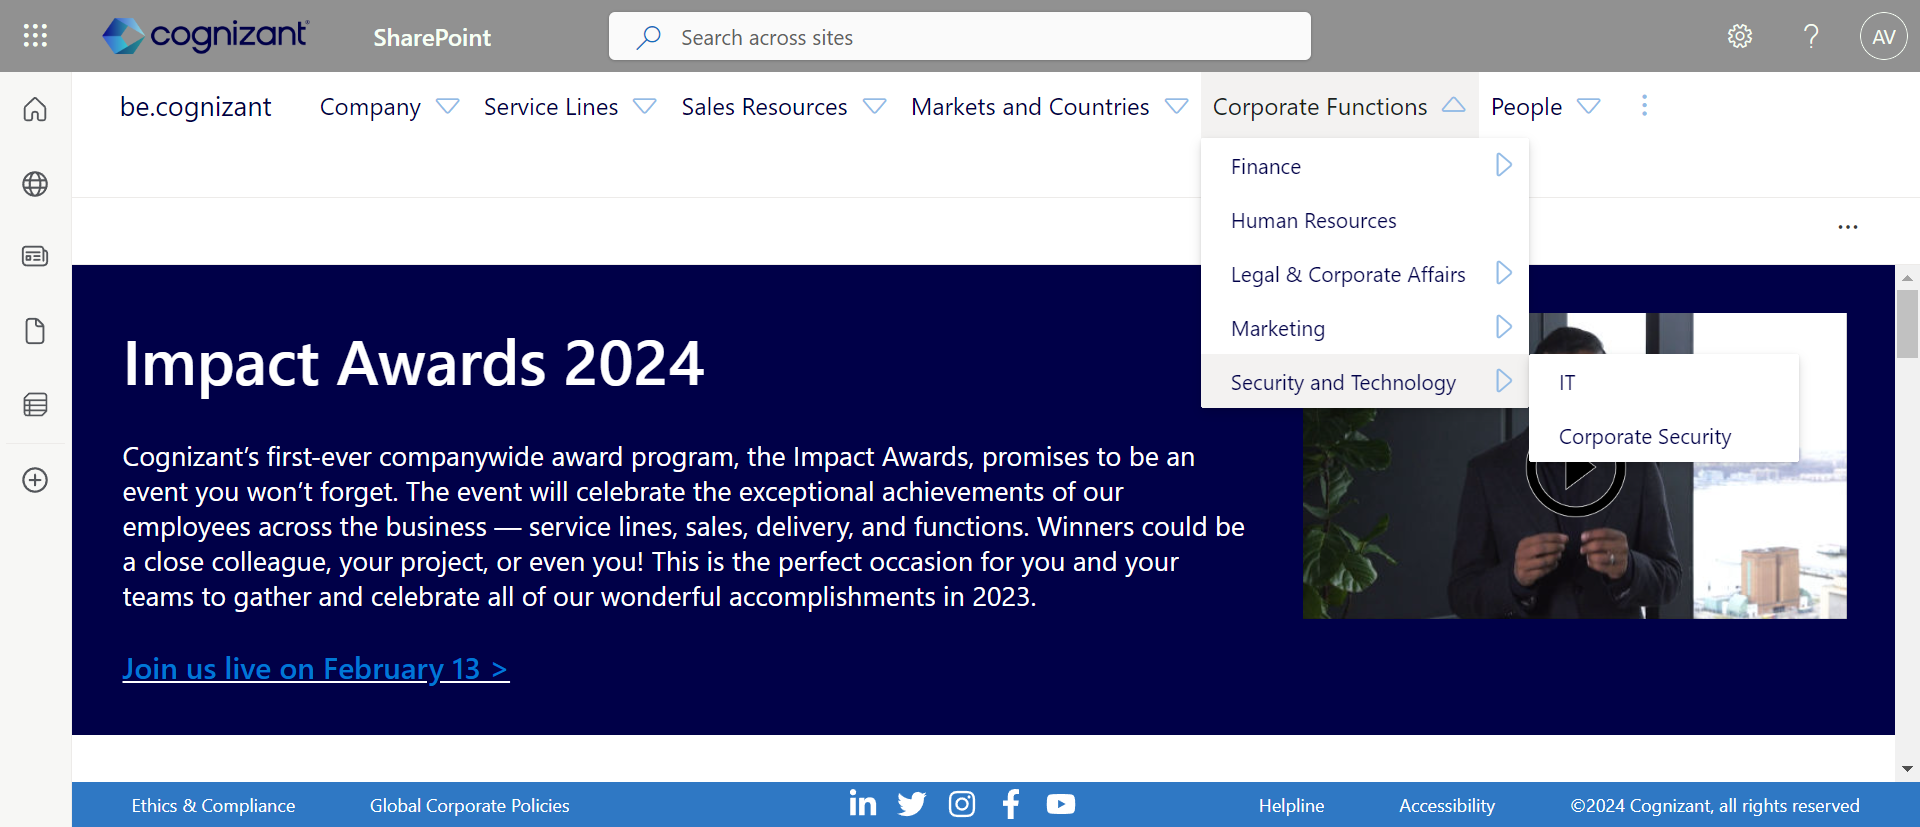 cognizant
SharePoint
Search across sites
?
AV
be.cognizant
Company
Service Lines
Sales Resources
Markets and Countries
Corporate Functions
People
Finance
Human Resources
Legal & Corporate Affairs
Marketing
Security and Technology
IT
Corporate Security
Impact Awards 2024
Cognizant’s first-ever companywide award program, the Impact Awards, promises to be an
event you won’t forget. The event will celebrate the exceptional achievements of our
employees across the business — service lines, sales, delivery, and functions. Winners could be
a close colleague, your project, or even you! This is the perfect occasion for you and your
teams to gather and celebrate all of our wonderful accomplishments in 2023.
Join us live on February 13 >
Ethics & Compliance
Global Corporate Policies
Helpline
Accessibility
©2024 Cognizant, all rights reserved